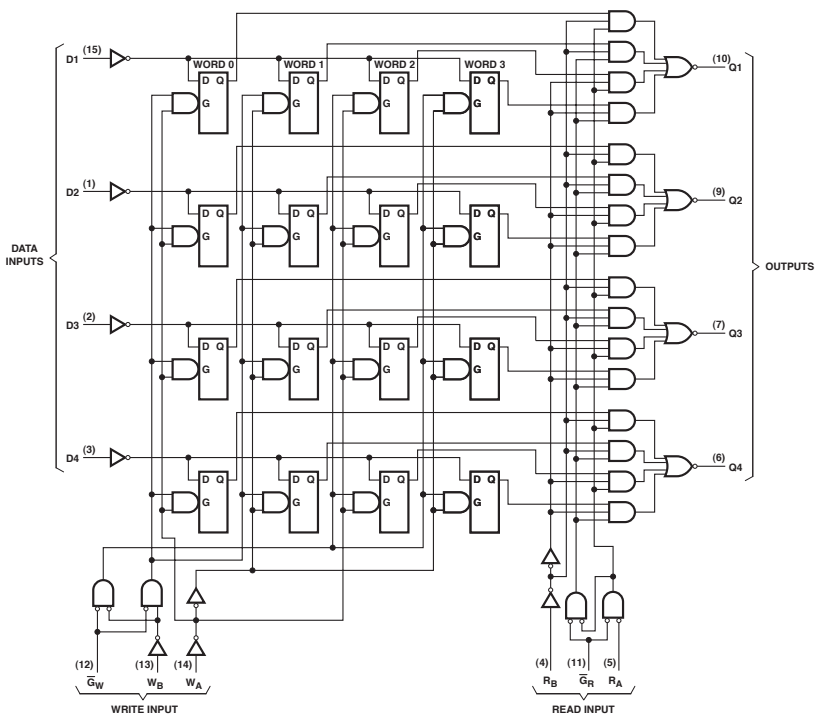 (15)
D1
WORD 0
WORD 1
WORD 2
WORD 3
D Q
D Q
D Q
D Q
G
G
G
G
(10)
Q1
(1)
D2
D Q
D Q
D Q
D Q
G
G
G
G
(9)
Q2
DATA
INPUTS
OUTPUTS
(2)
D3
D Q
D Q
D Q
D Q
G
G
G
G
(7)
Q3
(3)
D4
D Q
D Q
D Q
D Q
G
G
G
G
(6)
Q4
(12)
(13)
(14)
(4)
(11)
(5)
G̅W
WB
WA
RB
G̅R
RA
WRITE INPUT
READ INPUT